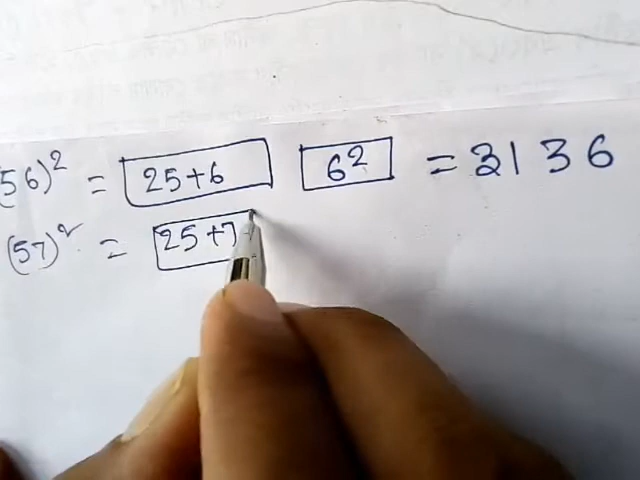 (56)² = 25+6 6² = 3136
(57)² = 25+7